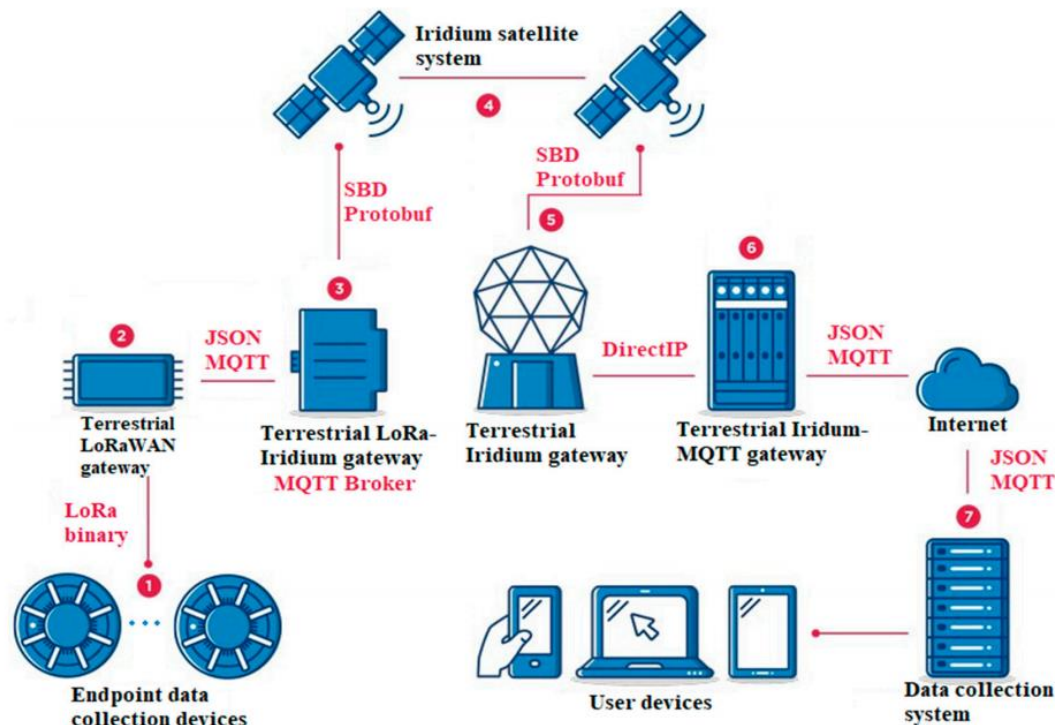 Iridium satellite
system
4
SBD
Protobuf
SBD
Protobuf
5
6
3
2
JSON
MQTT
DirectIP
JSON
MQTT
Terrestrial
LoRaWAN
gateway
Terrestrial LoRa-
Iridium gateway
MQTT Broker
Terrestrial
Iridium gateway
Terrestrial Iridum-
MQTT gateway
Internet
JSON
MQTT
LoRa
binary
7
1
Endpoint data
collection devices
User devices
Data collection
system